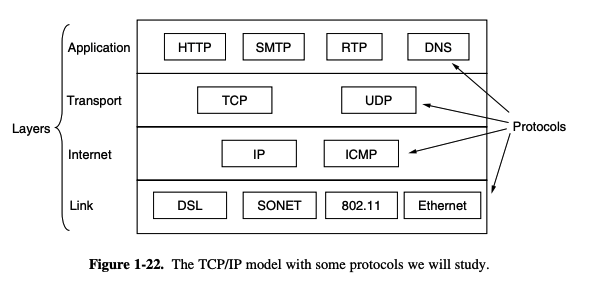 Application HTTP SMTP RTP DNS
Transport TCP UDP
Layers Protocols
Internet IP ICMP
Link DSL SONET 802.11 Ethernet
Figure 1-22. The TCP/IP model with some protocols we will study.